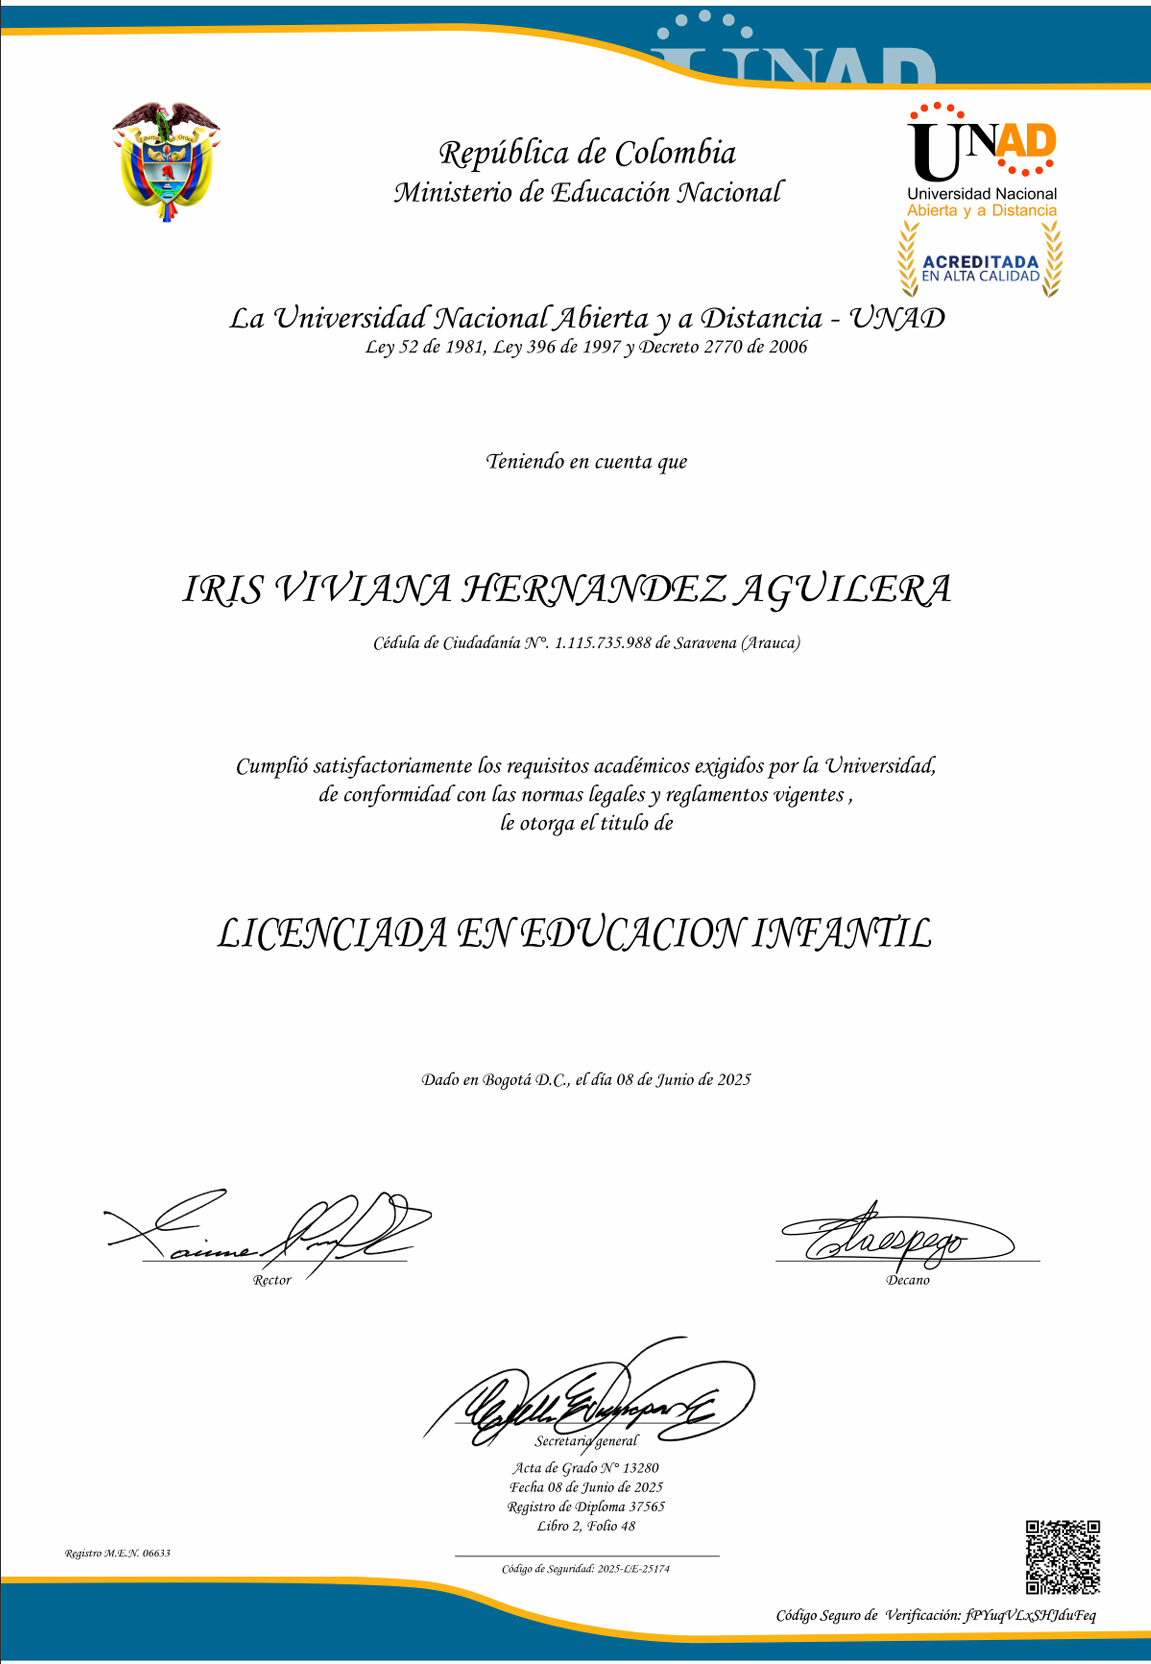 UNAD
República de Colombia
Ministerio de Educación Nacional
UNAD
Universidad Nacional
Abierta y a Distancia
ACREDITADA
EN ALTA CALIDAD
La Universidad Nacional Abierta y a Distancia - UNAD
Ley 52 de 1981, Ley 396 de 1997 y Decreto 2770 de 2006
Teniendo en cuenta que
IRIS VIVIANA HERNANDEZ AGUILERA
Cédula de Ciudadanía N°. 1.115.735.988 de Saravena (Arauca)
Cumplió satisfactoriamente los requisitos académicos exigidos por la Universidad,
de conformidad con las normas legales y reglamentos vigentes ,
le otorga el titulo de
LICENCIADA EN EDUCACION INFANTIL
Dado en Bogotá D.C., el día 08 de Junio de 2025
Rector
Decano
Secretaria general
Acta de Grado N° 13280
Fecha 08 de Junio de 2025
Registro de Diploma 37565
Libro 2, Folio 48
Registro M.E.N. 06633
Código de Seguridad: 2025-LE-25174
Código Seguro de Verificación: fPYuqVLxSHJduFeq